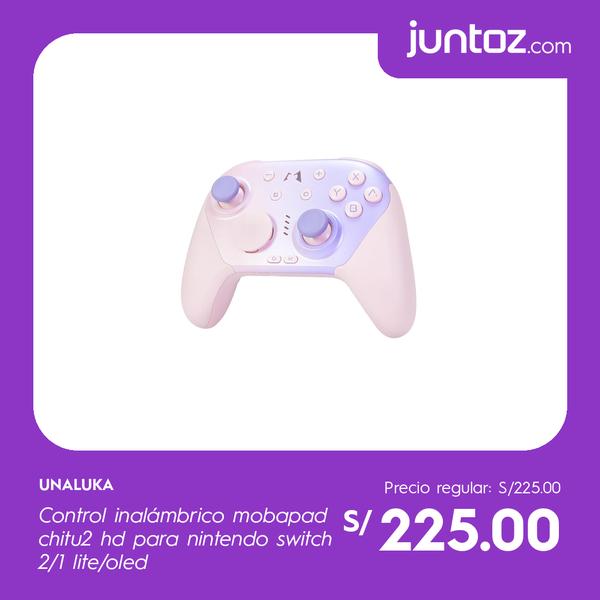 juntoz.com
X
Y
A
B
UNALUKA
Control inalámbrico mobapad
chitu2 hd para nintendo switch
2/1 lite/oled
Precio regular: S/225.00
S/ 225.00